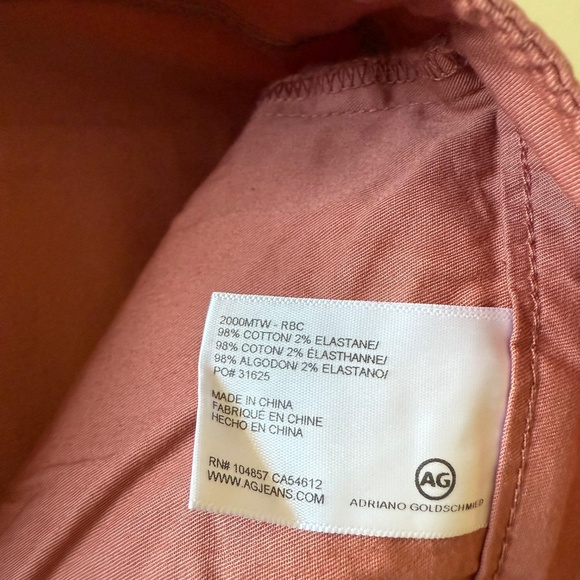 2000MTW - RBC
98% COTTON/ 2% ELASTANE/
98% COTON/ 2% ÉLASTHANNE/
98% ALGODON/ 2% ELASTANO/
PO# 31625
MADE IN CHINA
FABRIQUÉ EN CHINE
HECHO EN CHINA
RN# 104857 CA54612
WWW.AGJEANS.COM
AG
ADRIANO GOLDSCHMIED